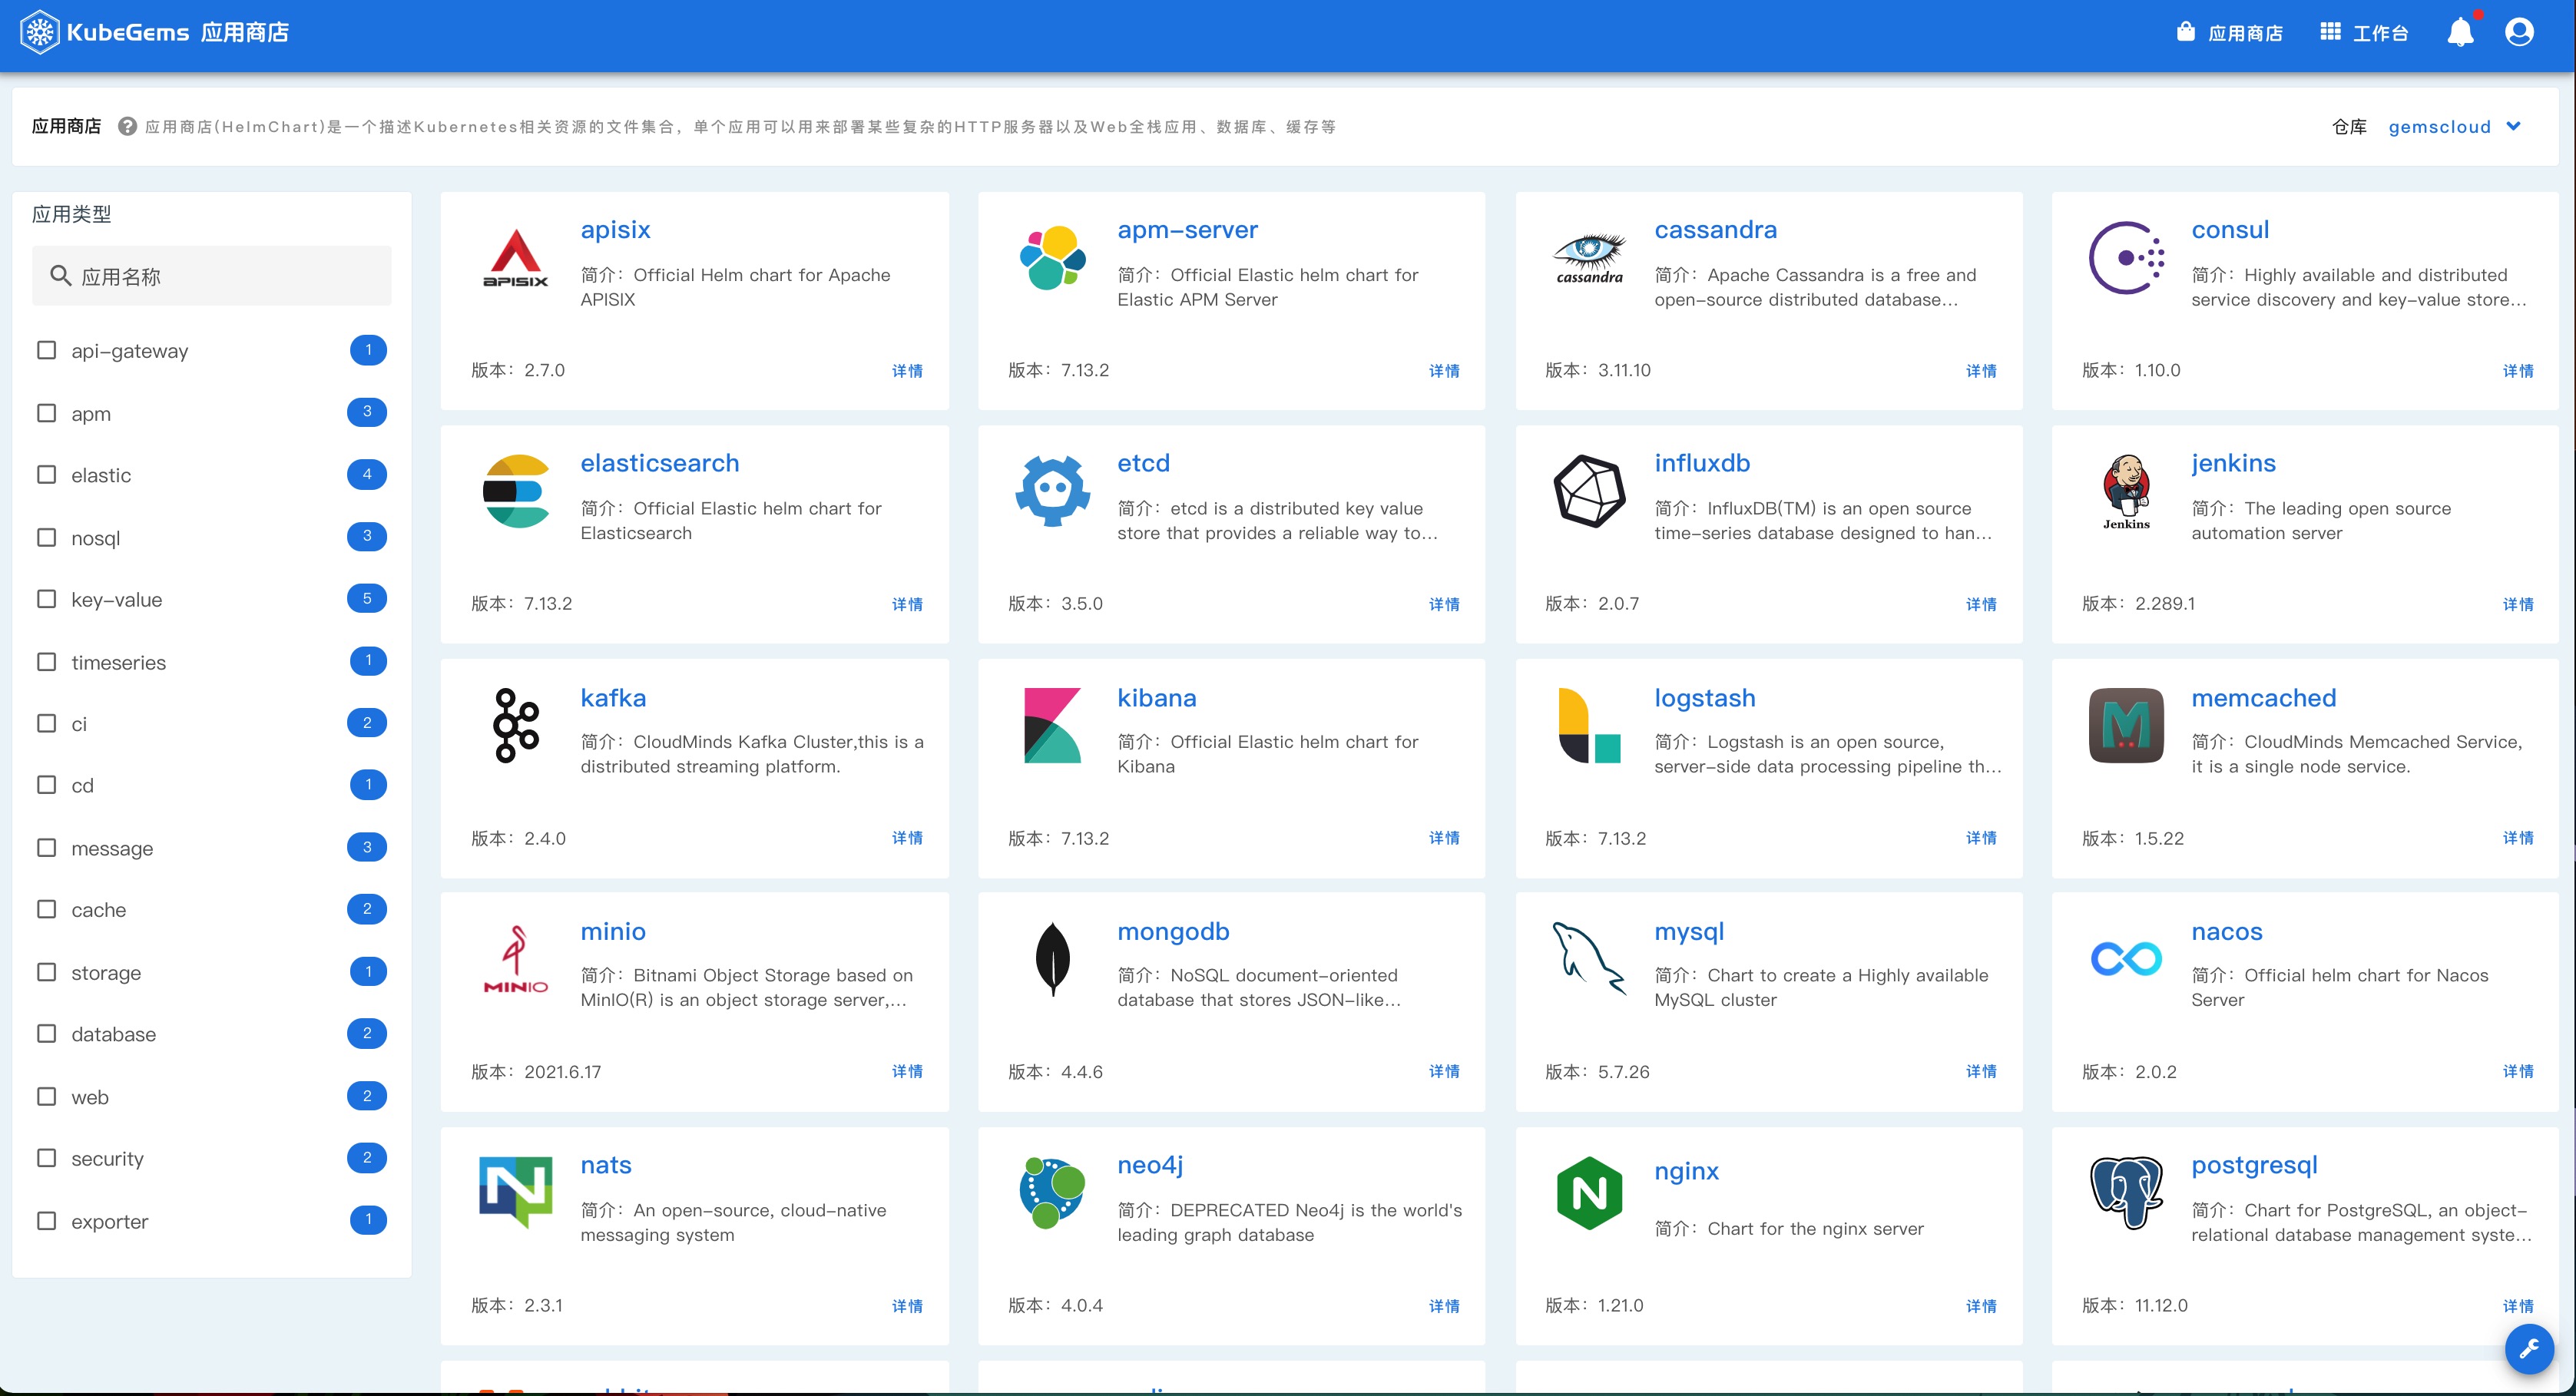 KubeGems 应用商店
应用商店
工作台
应用商店 应用商店(HelmChart)是一个描述Kubernetes相关资源的文件集合，单个应用可以用来部署某些复杂的HTTP服务器以及Web全栈应用、数据库、缓存等
仓库 gemscloud
应用类型
应用名称
api-gateway 1
apm 3
elastic 4
nosql 3
key-value 5
timeseries 1
ci 2
cd 1
message 3
cache 2
storage 1
database 2
web 2
security 2
exporter 1
APISIX
apisix
简介：Official Helm chart for Apache
APISIX
版本：2.7.0 详情
apm-server
简介：Official Elastic helm chart for
Elastic APM Server
版本：7.13.2 详情
cassandra
cassandra
简介：Apache Cassandra is a free and
open-source distributed database...
版本：3.11.10 详情
consul
简介：Highly available and distributed
service discovery and key-value store...
版本：1.10.0 详情
elasticsearch
简介：Official Elastic helm chart for
Elasticsearch
版本：7.13.2 详情
etcd
简介：etcd is a distributed key value
store that provides a reliable way to...
版本：3.5.0 详情
influxdb
简介：InfluxDB(TM) is an open source
time-series database designed to han...
版本：2.0.7 详情
Jenkins
jenkins
简介：The leading open source
automation server
版本：2.289.1 详情
kafka
简介：CloudMinds Kafka Cluster,this is a
distributed streaming platform.
版本：2.4.0 详情
kibana
简介：Official Elastic helm chart for
Kibana
版本：7.13.2 详情
logstash
简介：Logstash is an open source,
server-side data processing pipeline th...
版本：7.13.2 详情
memcached
简介：CloudMinds Memcached Service,
it is a single node service.
版本：1.5.22 详情
MINIO
minio
简介：Bitnami Object Storage based on
MinIO(R) is an object storage server,...
版本：2021.6.17 详情
mongodb
简介：NoSQL document-oriented
database that stores JSON-like...
版本：4.4.6 详情
mysql
简介：Chart to create a Highly available
MySQL cluster
版本：5.7.26 详情
nacos
简介：Official helm chart for Nacos
Server
版本：2.0.2 详情
N
nats
简介：An open-source, cloud-native
messaging system
版本：2.3.1 详情
neo4j
简介：DEPRECATED Neo4j is the world's
leading graph database
版本：4.0.4 详情
N
nginx
简介：Chart for the nginx server
版本：1.21.0 详情
postgresql
简介：Chart for PostgreSQL, an object-
relational database management syste...
版本：11.12.0 详情